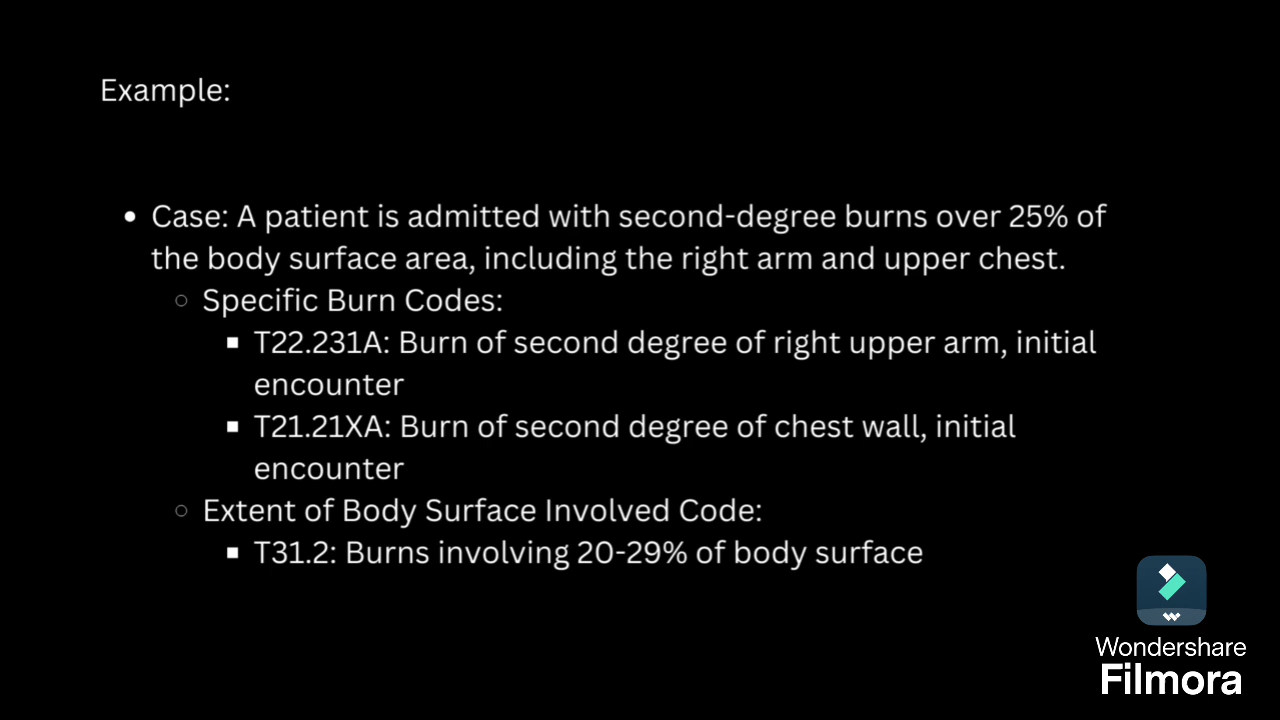 Example:
Case: A patient is admitted with second-degree burns over 25% of
the body surface area, including the right arm and upper chest.
Specific Burn Codes:
T22.231A: Burn of second degree of right upper arm, initial
encounter
T21.21XA: Burn of second degree of chest wall, initial
encounter
Extent of Body Surface Involved Code:
T31.2: Burns involving 20-29% of body surface
Wondershare
Filmora